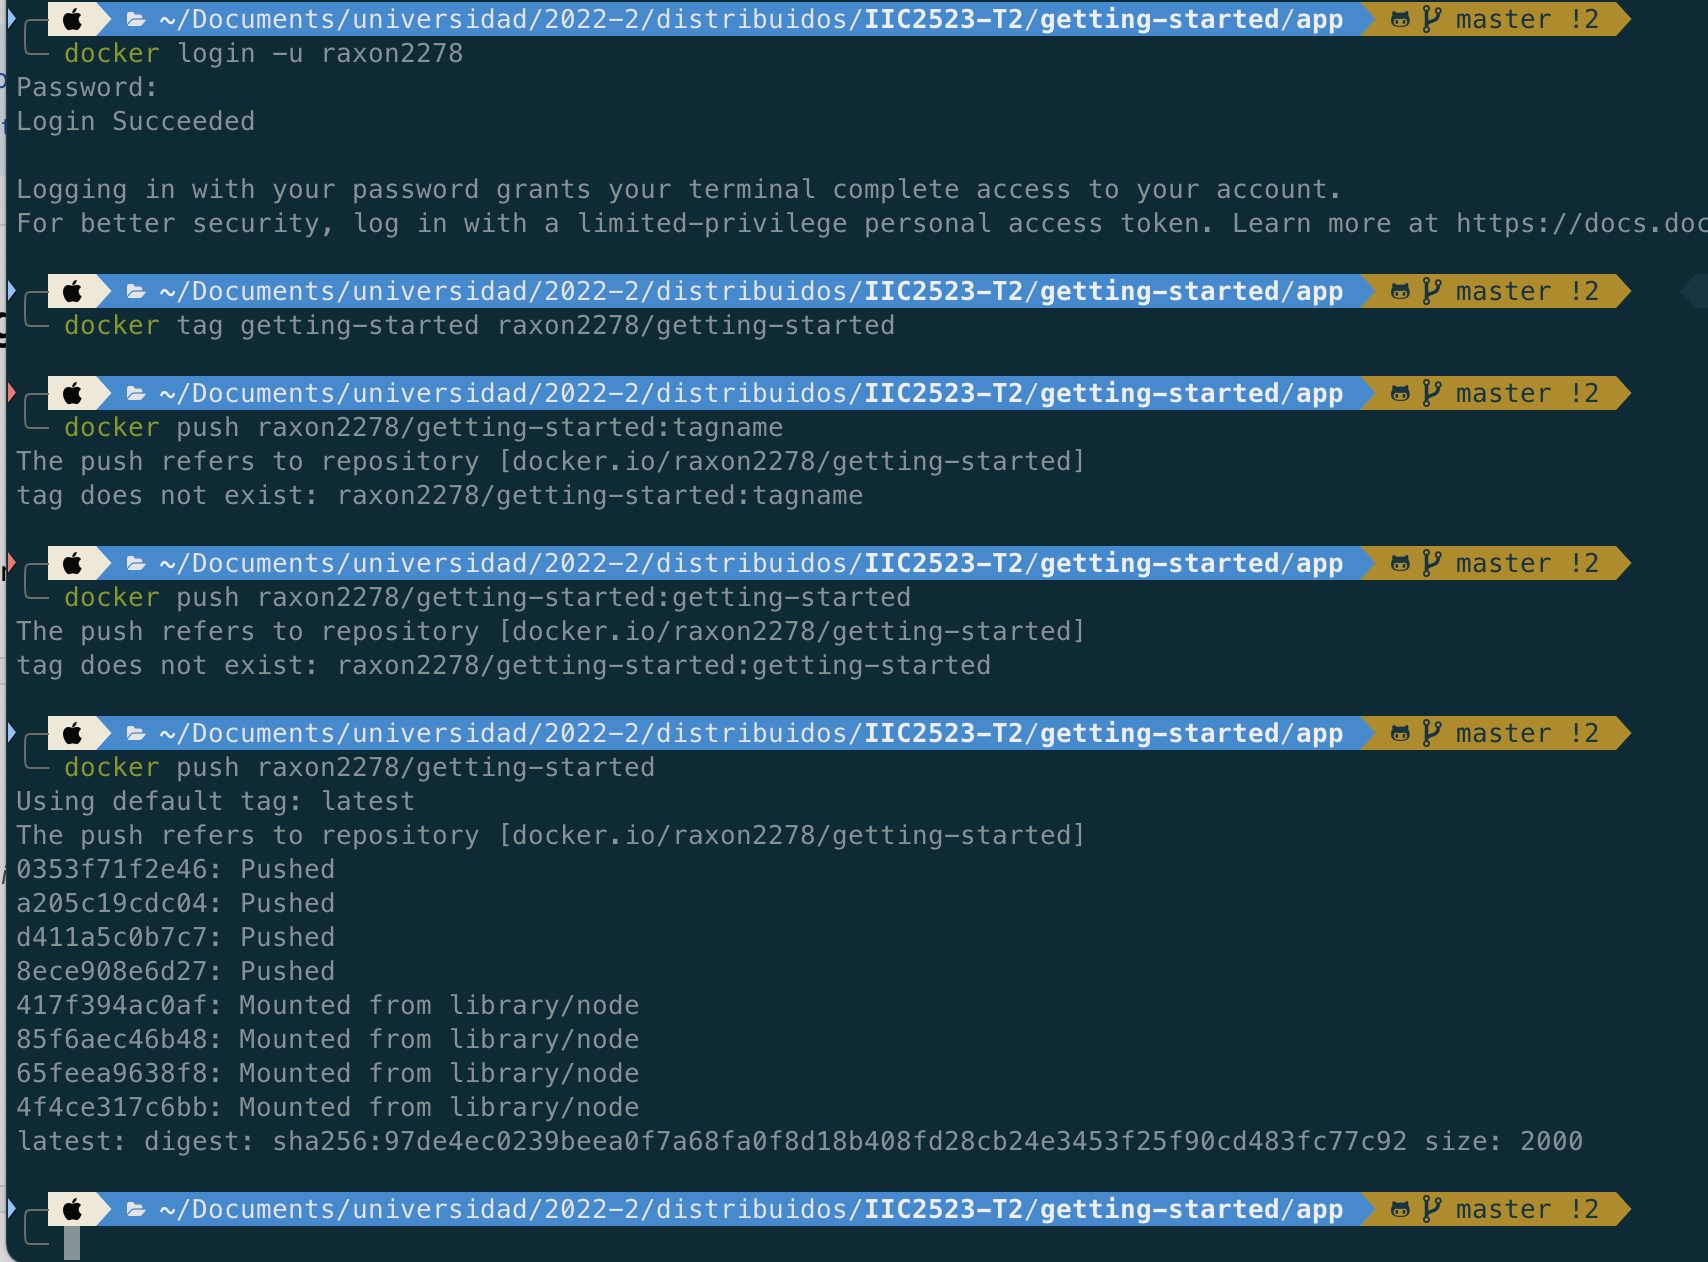 ~/Documents/universidad/2022-2/distribuidos/IIC2523-T2/getting-started/app master !2
docker login -u raxon2278
Password:
Login Succeeded
Logging in with your password grants your terminal complete access to your account.
For better security, log in with a limited-privilege personal access token. Learn more at https://docs.doc
~/Documents/universidad/2022-2/distribuidos/IIC2523-T2/getting-started/app master !2
docker tag getting-started raxon2278/getting-started
~/Documents/universidad/2022-2/distribuidos/IIC2523-T2/getting-started/app master !2
docker push raxon2278/getting-started:tagname
The push refers to repository [docker.io/raxon2278/getting-started]
tag does not exist: raxon2278/getting-started:tagname
~/Documents/universidad/2022-2/distribuidos/IIC2523-T2/getting-started/app master !2
docker push raxon2278/getting-started:getting-started
The push refers to repository [docker.io/raxon2278/getting-started]
tag does not exist: raxon2278/getting-started:getting-started
~/Documents/universidad/2022-2/distribuidos/IIC2523-T2/getting-started/app master !2
docker push raxon2278/getting-started
Using default tag: latest
The push refers to repository [docker.io/raxon2278/getting-started]
0353f71f2e46: Pushed
a205c19cdc04: Pushed
d411a5c0b7c7: Pushed
8ece908e6d27: Pushed
417f394ac0af: Mounted from library/node
85f6aec46b48: Mounted from library/node
65feea9638f8: Mounted from library/node
4f4ce317c6bb: Mounted from library/node
latest: digest: sha256:97de4ec0239beea0f7a68fa0f8d18b408fd28cb24e3453f25f90cd483fc77c92 size: 2000
~/Documents/universidad/2022-2/distribuidos/IIC2523-T2/getting-started/app master !2